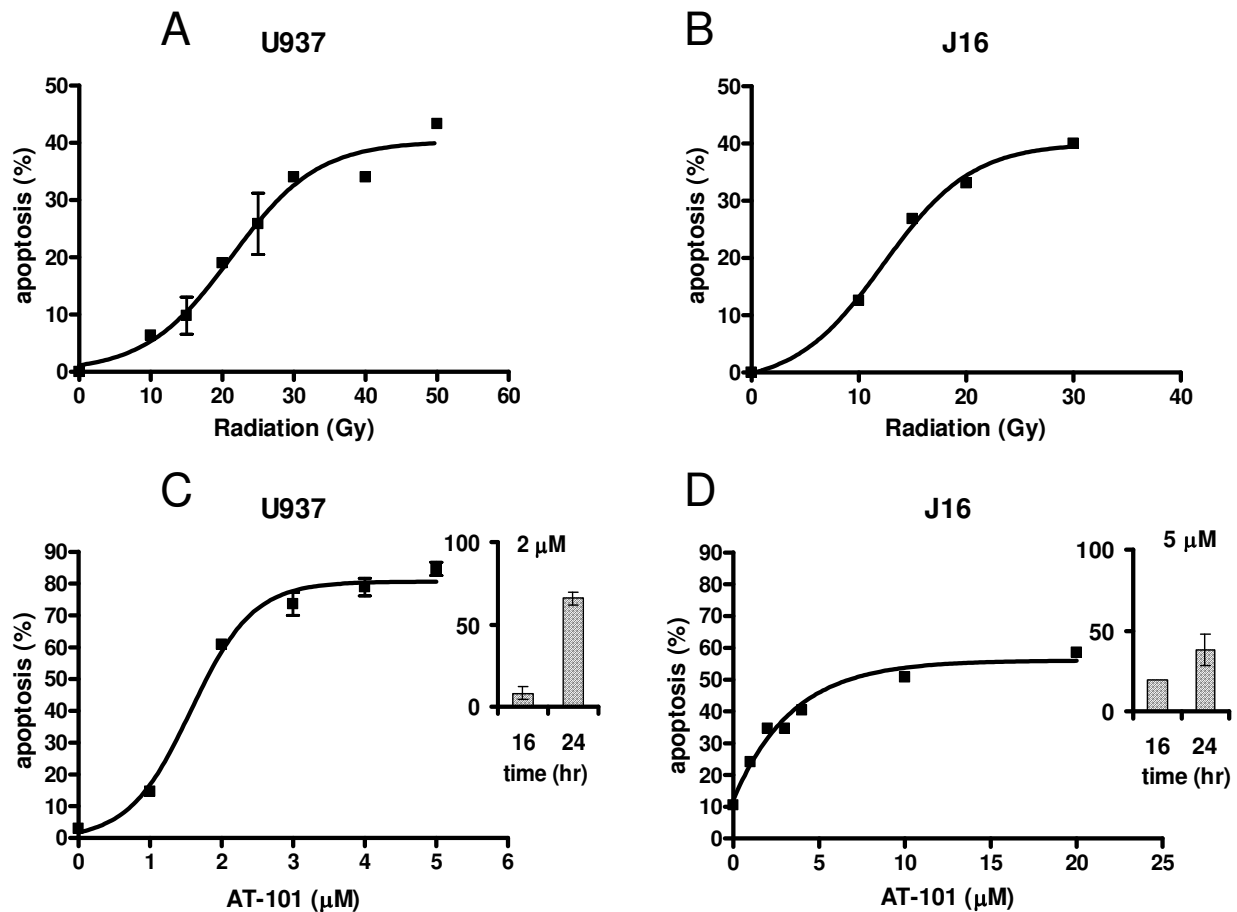 A
U937
50
40
30
20
10
0
apoptosis (%)
0 10 20 30 40 50 60
Radiation (Gy)
B
J16
50
40
30
20
10
0
apoptosis (%)
0 10 20 30 40
Radiation (Gy)
C
U937
90
80
70
60
50
40
30
20
10
0
apoptosis (%)
0 1 2 3 4 5 6
AT-101 (μM)
2 μM
100
50
0
16 24
time (hr)
D
J16
90
80
70
60
50
40
30
20
10
0
apoptosis (%)
0 5 10 15 20 25
AT-101 (μM)
5 μM
100
50
0
16 24
time (hr)